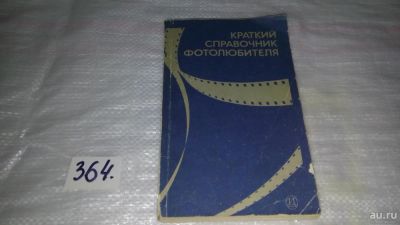 КРАТКИЙ
СПРАВОЧНИК
ФОТОЛЮБИТЕЛЯ
364.
au.ru